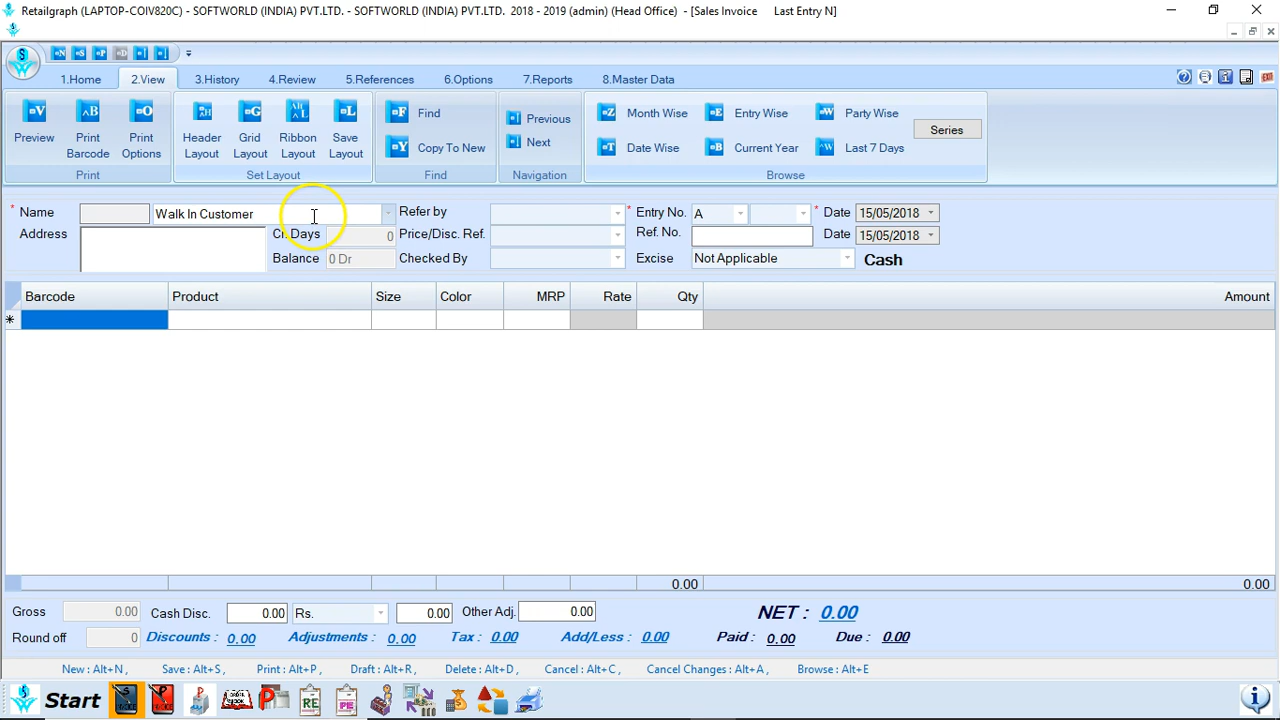 Retailgraph (LAPTOP-COIV820C) - SOFTWORLD (INDIA) PVT.LTD. - SOFTWORLD (INDIA) PVT.LTD. 2018 - 2019 (admin) (Head Office) - [Sales Invoice Last Entry N]
1.Home 2.View 3.History 4.Review 5.References 6.Options 7.Reports 8.Master Data
Preview Print Barcode Print Options Header Layout Grid Layout Ribbon Layout Save Layout
Find Previous Month Wise Entry Wise Party Wise Series
Copy To New Next Date Wise Current Year Last 7 Days
Print Set Layout Find Navigation Browse
* Name Walk In Customer Refer by * Entry No. A * Date 15/05/2018
Address Cr. Days 0 Price/Disc. Ref. Ref. No. Date 15/05/2018
Balance 0 Dr Checked By Excise Not Applicable Cash
Barcode Product Size Color MRP Rate Qty Amount
0.00 0.00
Gross 0.00 Cash Disc. 0.00 Rs. 0.00 Other Adj. 0.00 NET : 0.00
Round off 0 Discounts : 0.00 Adjustments : 0.00 Tax : 0.00 Add/Less : 0.00 Paid : 0.00 Due : 0.00
New : Alt+N , Save : Alt+S , Print : Alt+P , Draft : Alt+R , Delete : Alt+D , Cancel : Alt+C , Cancel Changes : Alt+A , Browse : Alt+E
Start